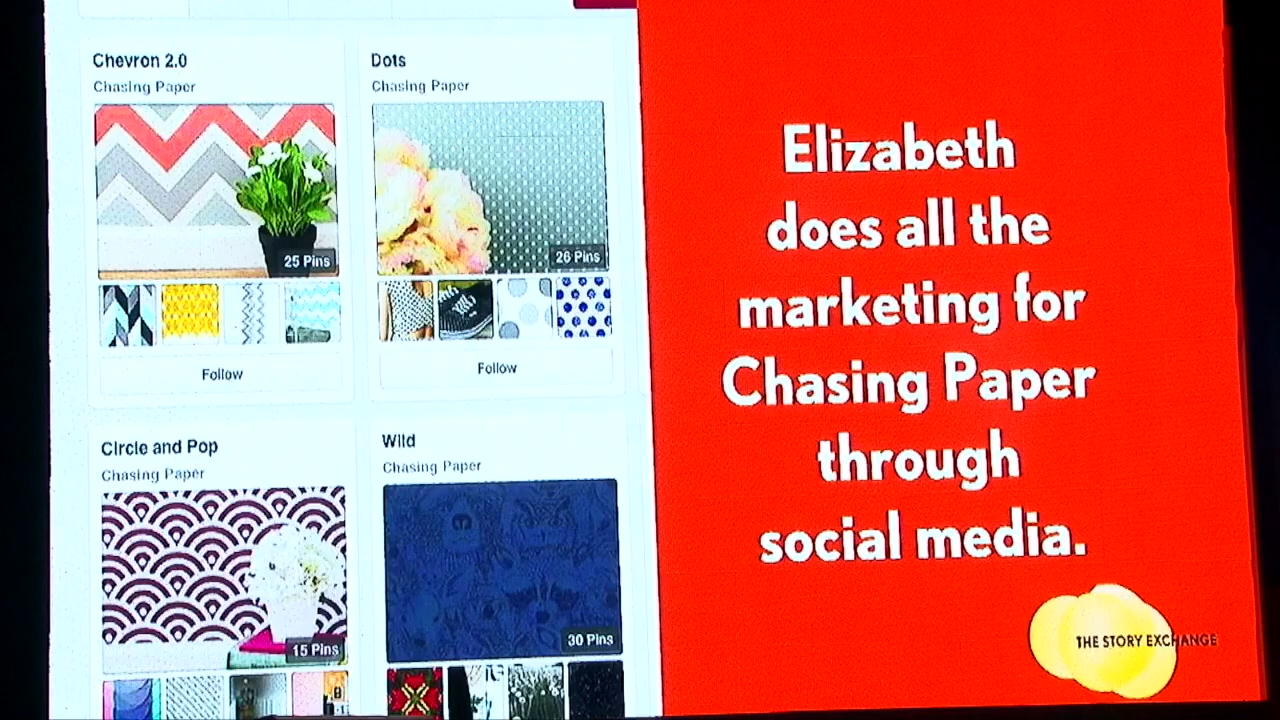 Chevron 2.0
Chasing Paper
25 Pins
Follow
Dots
Chasing Paper
26 Pins
Follow
Circle and Pop
Chasing Paper
15 Pins
Wild
Chasing Paper
30 Pins
Elizabeth
does all the
marketing for
Chasing Paper
through
social media.
THE STORY EXCHANGE